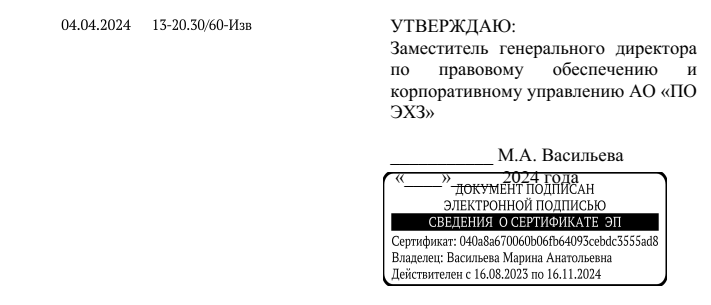 04.04.2024 13-20.30/60-Изв
УТВЕРЖДАЮ:
Заместитель генерального директора
по правовому обеспечению и
корпоративному управлению АО «ПО
ЭХЗ»
___________ М.А. Васильева
«____»_____ 2024 года
ДОКУМЕНТ ПОДПИСАН
ЭЛЕКТРОННОЙ ПОДПИСЬЮ
СВЕДЕНИЯ О СЕРТИФИКАТЕ ЭП
Сертификат: 040a8a670060b06fb64093cebdc3555ad8
Владелец: Васильева Марина Анатольевна
Действителен с 16.08.2023 по 16.11.2024